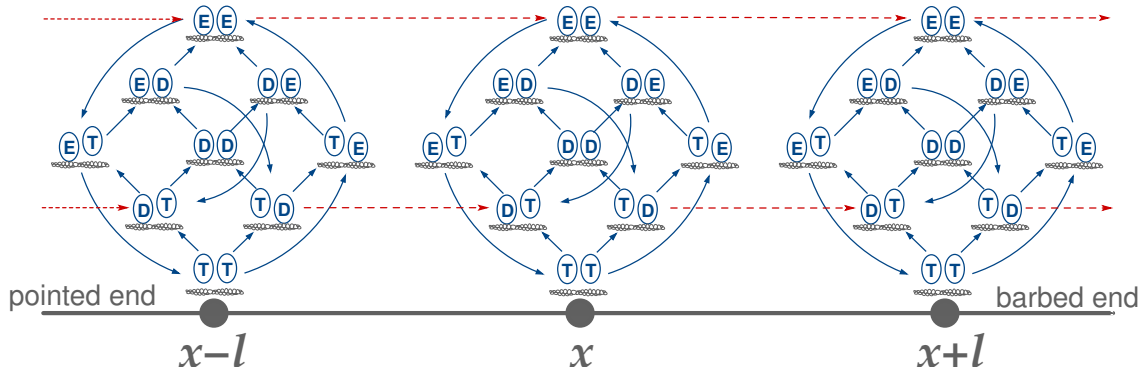 E E E E E E
E D D E E D D E E D D E
E T D D T E E T D D T E E T D D T E
D T T D D T T D D T T D
T T T T T T
pointed end barbed end
x−l x x+l